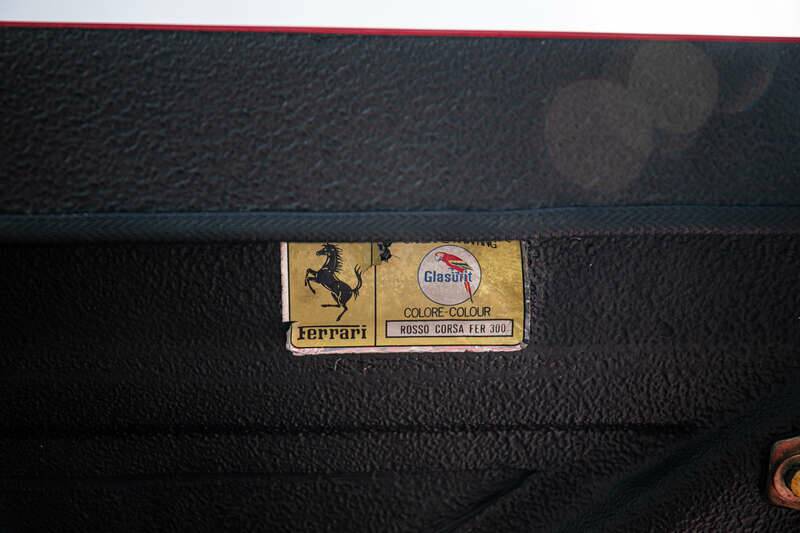 Glasurit
COLORE-COLOUR
ROSSO CORSA FER 300
Ferrari